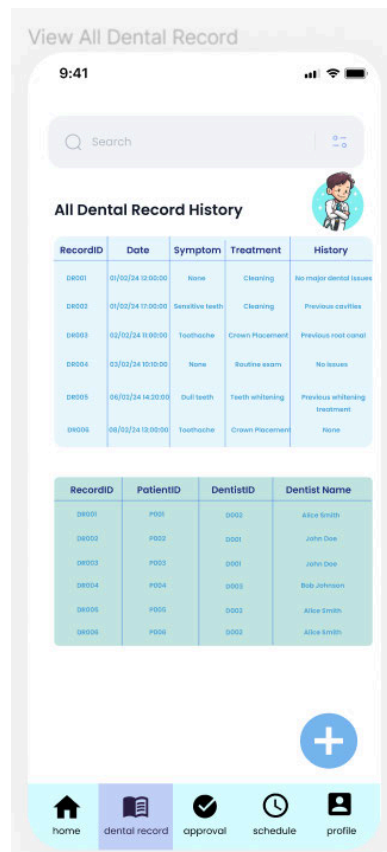 View All Dental Record
9:41
Search
All Dental Record History
RecordID Date Symptom Treatment History
DR001 01/02/24 12:00:00 None Cleaning No major dental issues
DR002 01/02/24 17:00:00 Sensitive teeth Cleaning Previous cavities
DR003 02/02/24 11:00:00 Toothache Crown Placement Previous root canal
DR004 03/02/24 10:10:00 None Routine exam No issues
DR005 06/02/24 14:20:00 Dull teeth Teeth whitening Previous whitening
treatment
DR006 08/02/24 13:00:00 Toothache Crown Placement None
RecordID PatientID DentistID Dentist Name
DR001 P001 D002 Alice Smith
DR002 P002 D001 John Doe
DR003 P003 D001 John Doe
DR004 P004 D003 Bob Johnson
DR005 P005 D002 Alice Smith
DR006 P006 D002 Alice Smith
home dental record approval schedule profile